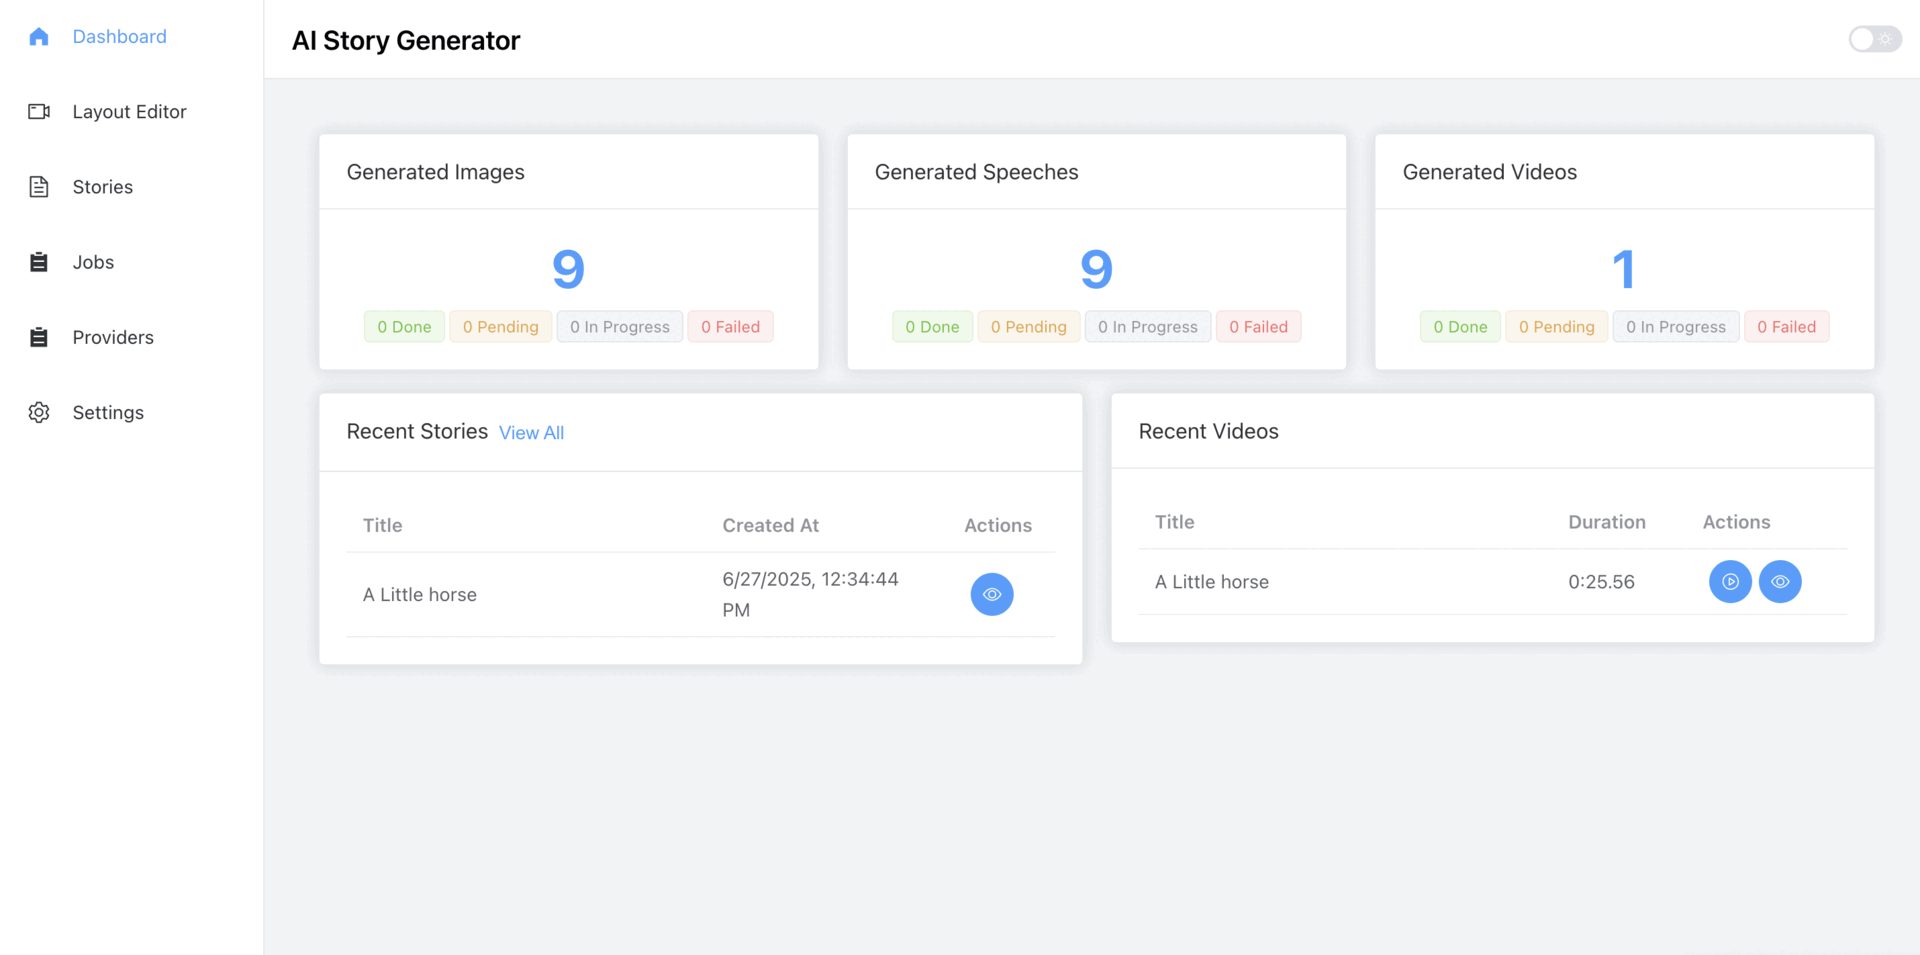 Dashboard
Layout Editor
Stories
Jobs
Providers
Settings
AI Story Generator
Generated Images
9
0 Done 0 Pending 0 In Progress 0 Failed
Generated Speeches
9
0 Done 0 Pending 0 In Progress 0 Failed
Generated Videos
1
0 Done 0 Pending 0 In Progress 0 Failed
Recent Stories View All
Title Created At Actions
A Little horse 6/27/2025, 12:34:44
PM
Recent Videos
Title Duration Actions
A Little horse 0:25.56